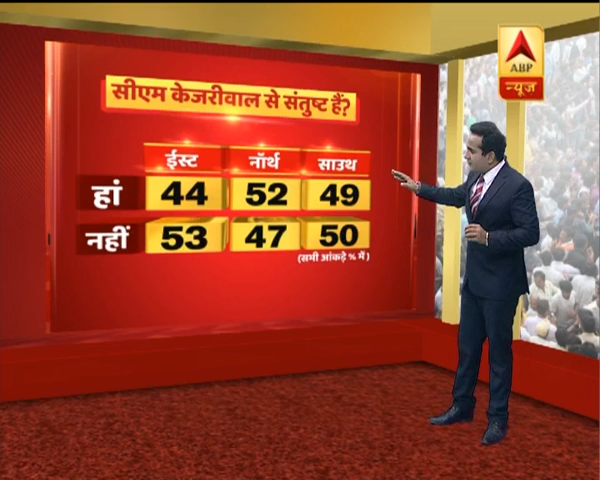 ABP
न्यूज़
सीएम केजरीवाल से संतुष्ट हैं?
ईस्ट नॉर्थ साउथ
हां 44 52 49
नहीं 53 47 50
(सभी आंकड़े % में )